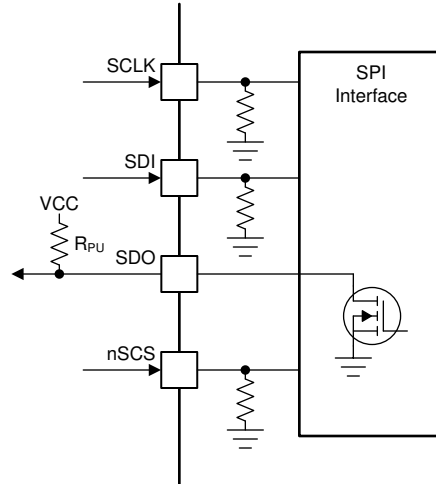 SCLK
SPI
Interface
SDI
VCC
RPU
SDO
nSCS